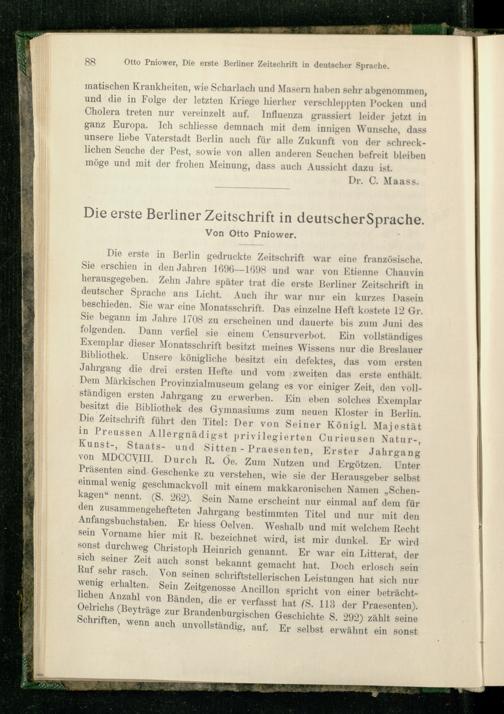 88 Otto Pniower, Die erste Berliner Zeitschrift in deutscher Sprache.
matischen Krankheiten, wie Scharlach und Masern haben sehr abgenommen,
und die in Folge der letzten Kriege hierher verschleppten Pocken und
Cholera treten nur vereinzelt auf. Influenza grassiert leider jetzt in
ganz Europa. Ich schliesse demnach mit dem innigen Wunsche, dass
unsere liebe Vaterstadt Berlin auch für alle Zukunft von der schreck-
lichen Seuche der Pest, sowie von allen anderen Seuchen befreit bleiben
möge und mit der frohen Meinung, dass auch Aussicht dazu ist.
Dr. C. Maass.
Die erste Berliner Zeitschrift in deutscher Sprache.
Von Otto Pniower.
Die erste in Berlin gedruckte Zeitschrift war eine französische.
Sie erschien in den Jahren 1696—1698 und war von Etienne Chauvin
herausgegeben. Zehn Jahre später trat die erste Berliner Zeitschrift in
deutscher Sprache ans Licht. Auch ihr war nur ein kurzes Dasein
beschieden. Sie war eine Monatsschrift. Das einzelne Heft kostete 12 Gr.
Sie begann im Jahre 1708 zu erscheinen und dauerte bis zum Juni des
folgenden. Dann verfiel sie einem Censurverbot. Ein vollständiges
Exemplar dieser Monatsschrift besitzt meines Wissens nur die Breslauer
Bibliothek. Unsere königliche besitzt ein defektes, das vom ersten
Jahrgang die drei ersten Hefte und vom zweiten das erste enthält.
Dem Märkischen Provinzialmuseum gelang es vor einiger Zeit, den voll-
ständigen ersten Jahrgang zu erwerben. Ein eben solches Exemplar
besitzt die Bibliothek des Gymnasiums zum neuen Kloster in Berlin.
Die Zeitschrift führt den Titel: Der von Seiner Königl. Majestät
in Preussen Allergnädigst privilegierten Curieusen Natur-,
Kunst-, Staats- und Sitten-Praesenten, Erster Jahrgang
von MDCCVIII. Durch R. Oe. Zum Nutzen und Ergötzen. Unter
Präsenten sind Geschenke zu verstehen, wie sie der Herausgeber selbst
einmal wenig geschmackvoll mit einem makkaronischen Namen „Schen-
kagen“ nennt. (S. 262). Sein Name erscheint nur einmal auf dem für
den zusammengehefteten Jahrgang bestimmten Titel und nur mit den
Anfangsbuchstaben. Er hiess Oelven. Weshalb und mit welchem Recht
sein Vorname hier mit R. bezeichnet wird, ist mir dunkel. Er wird
sonst durchweg Christoph Heinrich genannt. Er war ein Litterat, der
sich seiner Zeit auch sonst bekannt gemacht hat. Doch erlosch sein
Ruf sehr rasch. Von seinen schriftstellerischen Leistungen hat sich nur
wenig erhalten. Sein Zeitgenosse Ancillon spricht von einer beträcht-
lichen Anzahl von Bänden, die er verfasst hat (S. 113 der Praesenten).
Oelrichs (Beyträge zur Brandenburgischen Geschichte S. 292) zählt seine
Schriften, wenn auch unvollständig, auf. Er selbst erwähnt ein sonst